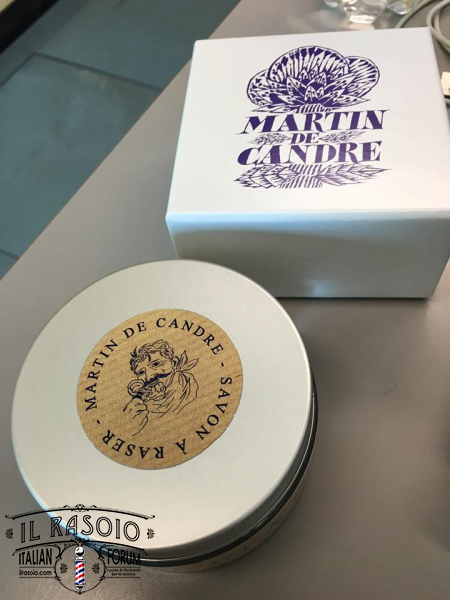 MARTIN
DE
CANDRE
MARTIN DE CANDRE - SAVON À RASER -
IL RASOIO
ITALIAN FORUM
ilrasoio.com